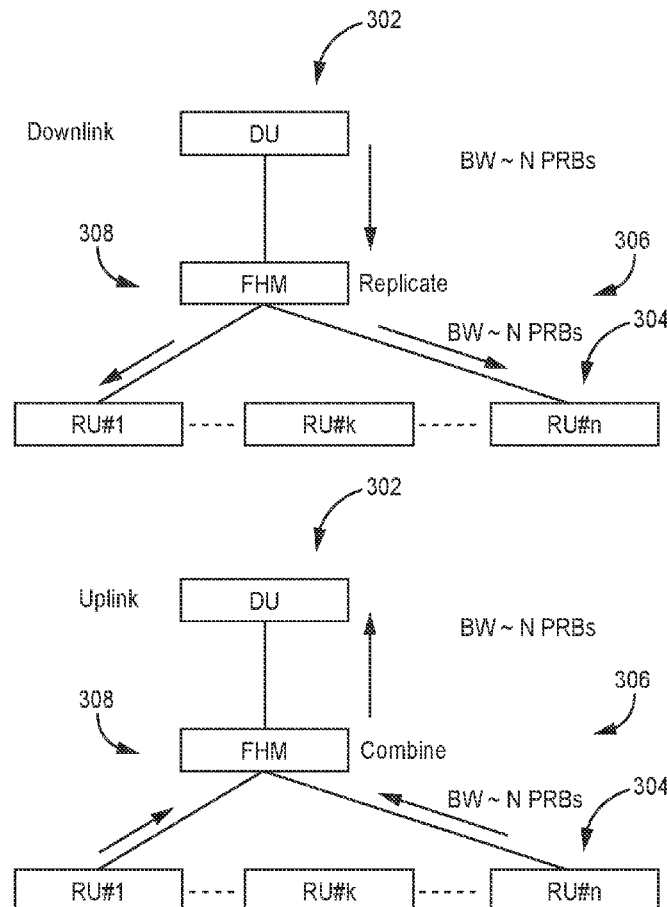 302
Downlink
DU
BW ~ N PRBs
308
306
FHM
Replicate
BW ~ N PRBs
304
RU#1
RU#k
RU#n
302
Uplink
DU
BW ~ N PRBs
308
306
FHM
Combine
BW ~ N PRBs
304
RU#1
RU#k
RU#n